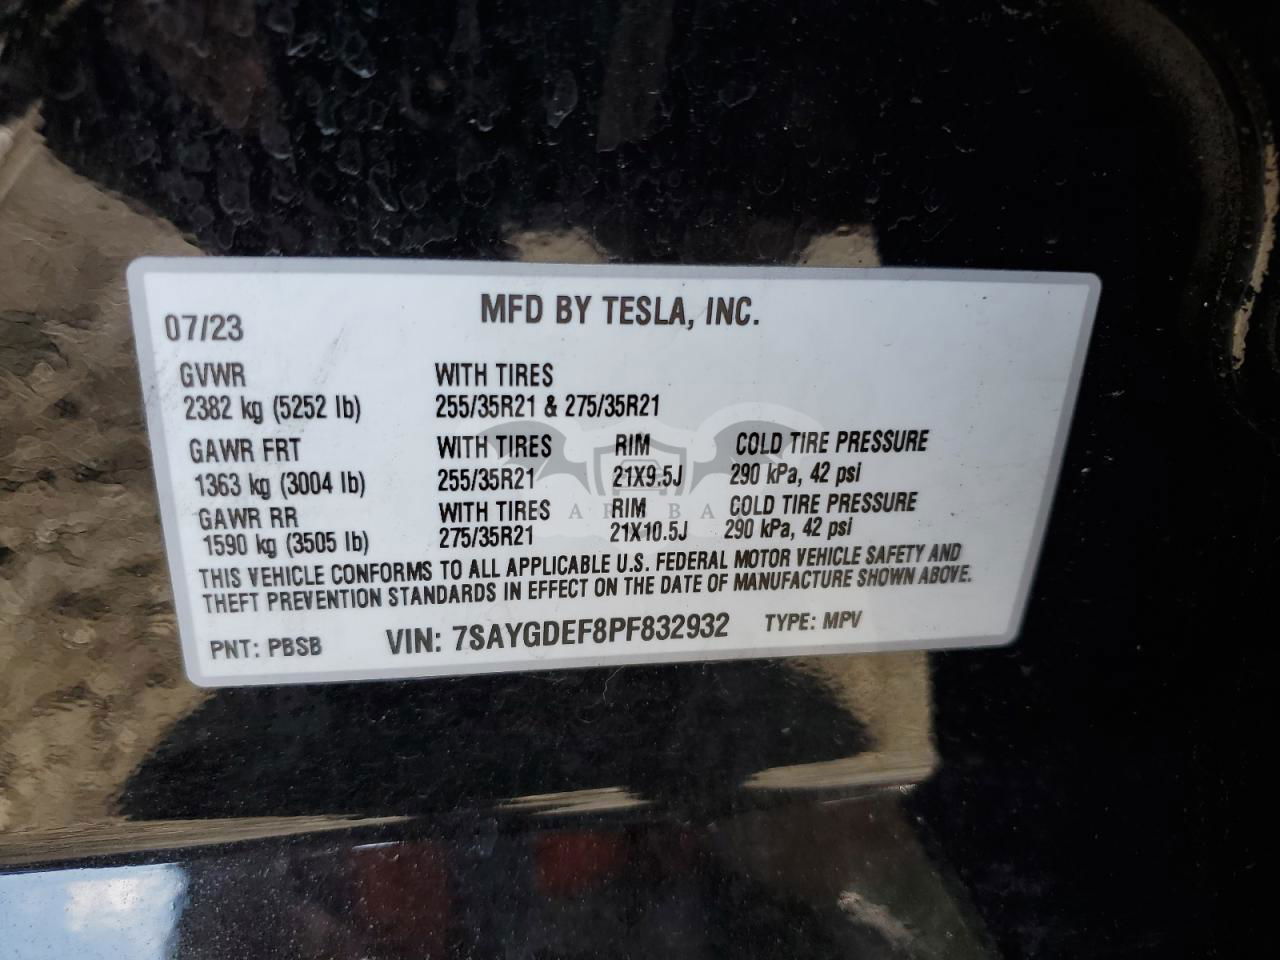 07/23 MFD BY TESLA, INC.
GVWR WITH TIRES
2382 kg (5252 lb) 255/35R21 & 275/35R21
GAWR FRT WITH TIRES RIM COLD TIRE PRESSURE
1363 kg (3004 lb) 255/35R21 21X9.5J 290 kPa, 42 psi
GAWR RR WITH TIRES RIM COLD TIRE PRESSURE
1590 kg (3505 lb) 275/35R21 21X10.5J 290 kPa, 42 psi
THIS VEHICLE CONFORMS TO ALL APPLICABLE U.S. FEDERAL MOTOR VEHICLE SAFETY AND
THEFT PREVENTION STANDARDS IN EFFECT ON THE DATE OF MANUFACTURE SHOWN ABOVE.
PNT: PBSB VIN: 7SAYGDEF8PF832932 TYPE: MPV